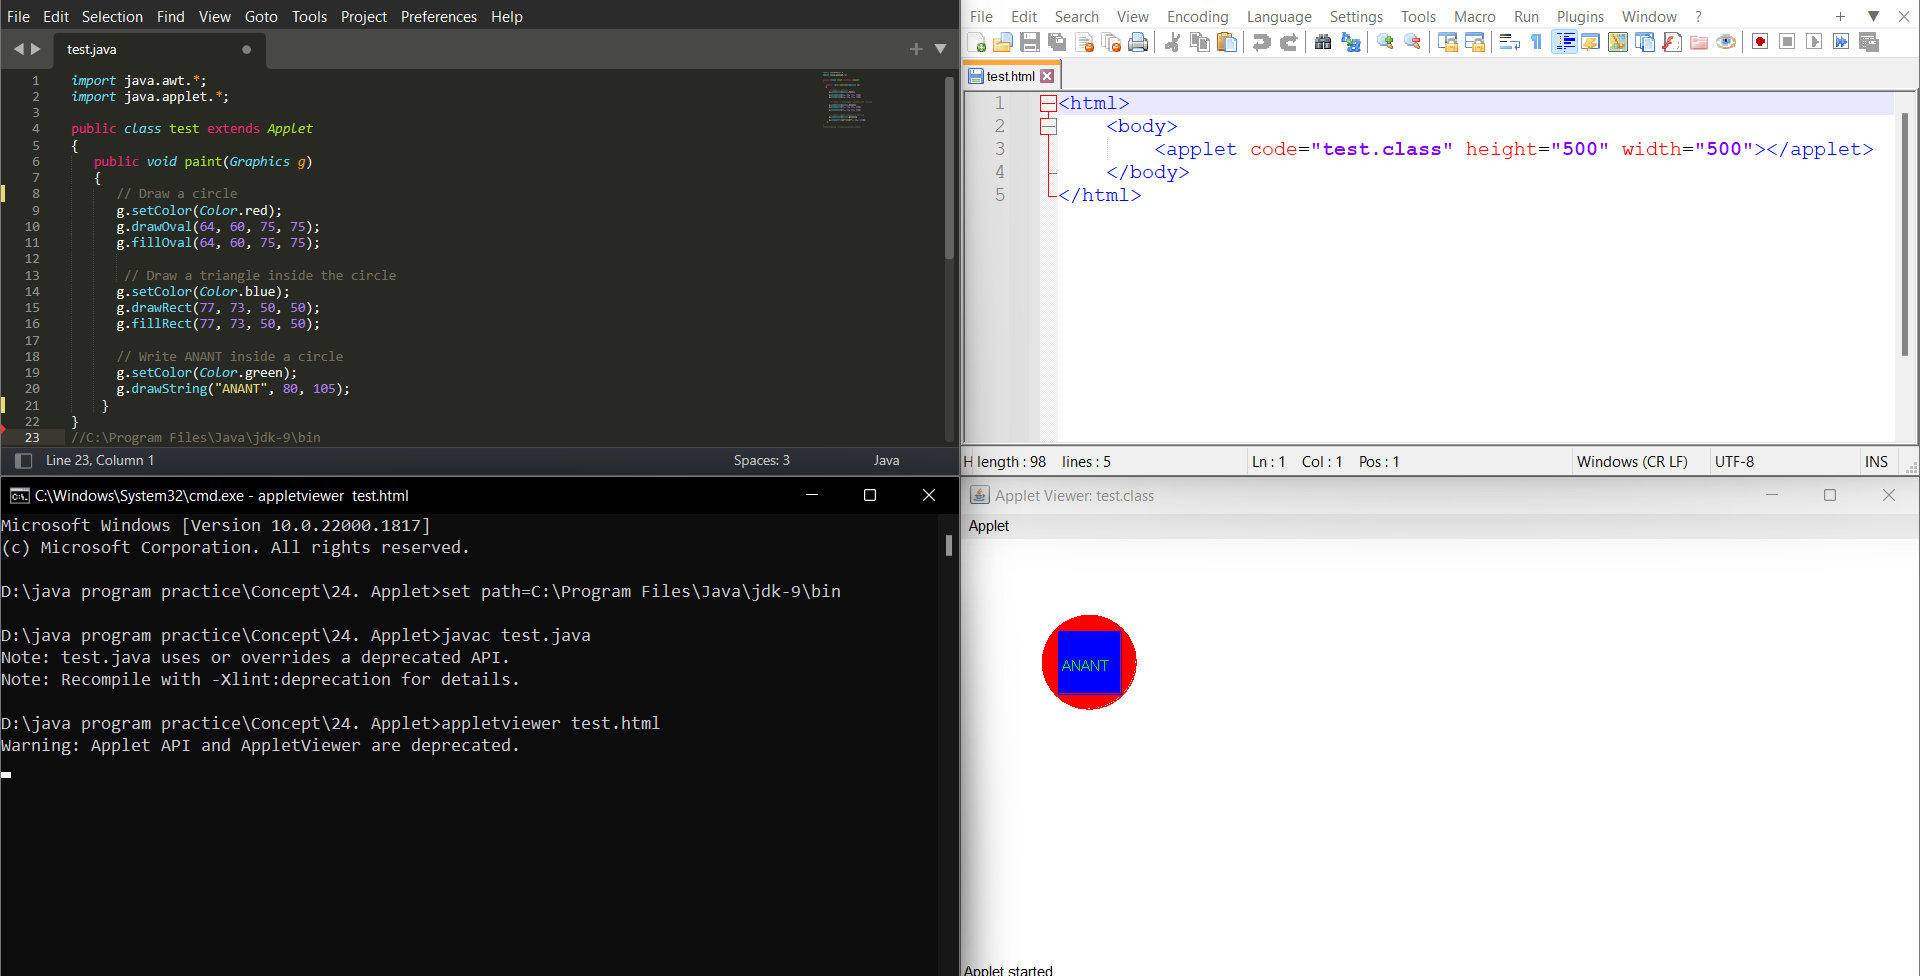 File Edit Selection Find View Goto Tools Project Preferences Help
test.java
1 import java.awt.*;
2 import java.applet.*;
3
4 public class test extends Applet
5 {
6 public void paint(Graphics g)
7 {
8 // Draw a circle
9 g.setColor(Color.red);
10 g.drawOval(64, 60, 75, 75);
11 g.fillOval(64, 60, 75, 75);
12
13 // Draw a triangle inside the circle
14 g.setColor(Color.blue);
15 g.drawRect(77, 73, 50, 50);
16 g.fillRect(77, 73, 50, 50);
17
18 // Write ANANT inside a circle
19 g.setColor(Color.green);
20 g.drawString("ANANT", 80, 105);
21 }
22 }
23 //C:\Program Files\Java\jdk-9\bin
Line 23, Column 1 Spaces: 3 Java
File Edit Search View Encoding Language Settings Tools Macro Run Plugins Window ?
test.html
1 <html>
2 <body>
3 <applet code="test.class" height="500" width="500"></applet>
4 </body>
5 </html>
H length : 98 lines : 5 Ln : 1 Col : 1 Pos : 1 Windows (CR LF) UTF-8 INS
C:\Windows\System32\cmd.exe - appletviewer test.html
Microsoft Windows [Version 10.0.22000.1817]
(c) Microsoft Corporation. All rights reserved.
D:\java program practice\Concept\24. Applet>set path=C:\Program Files\Java\jdk-9\bin
D:\java program practice\Concept\24. Applet>javac test.java
Note: test.java uses or overrides a deprecated API.
Note: Recompile with -Xlint:deprecation for details.
D:\java program practice\Concept\24. Applet>appletviewer test.html
Warning: Applet API and AppletViewer are deprecated.
Applet Viewer: test.class
Applet
ANANT
Applet started